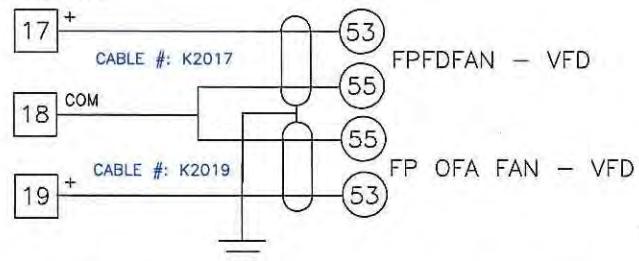 17 + 53
CABLE #: K2017
FPFDFAN - VFD
55
18 COM
55
CABLE #: K2019
FP OFA FAN - VFD
19 + 53